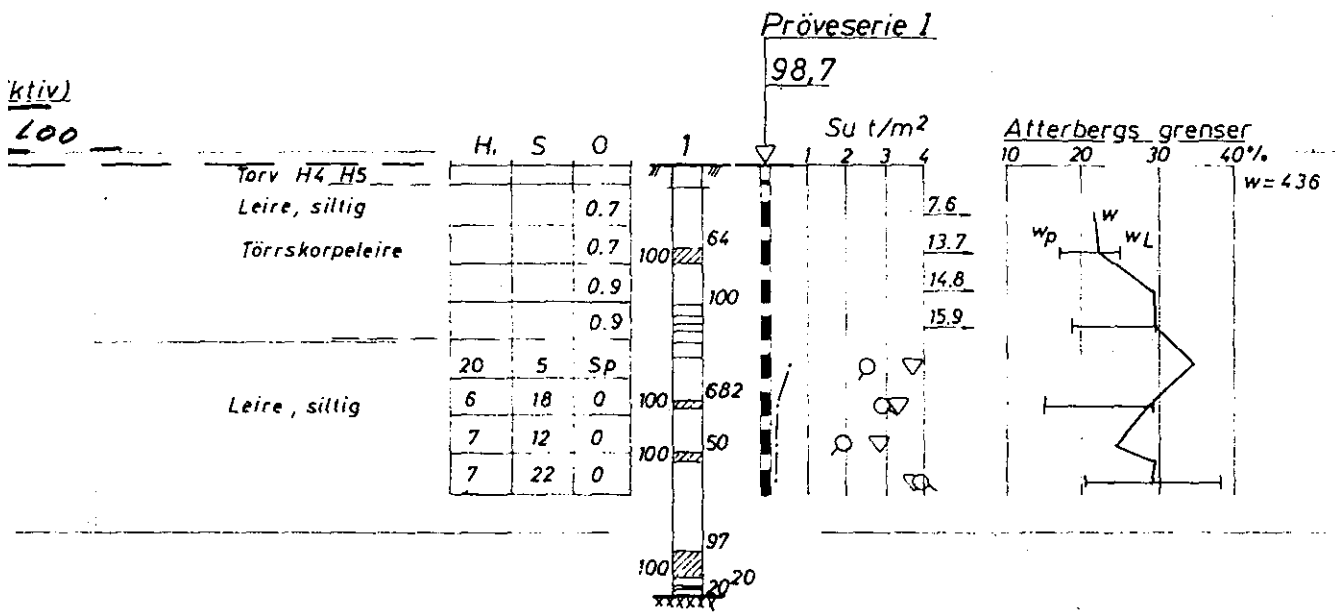 Pröveserie 1
98,7
ktiv)
H. S O 1 Su t/m² Atterbergs grenser
1 2 3 4 10 20 30 40%
Torv H4 H5 w = 436
Leire, siltig 0.7 7.6
w
wp wL
Törrskorpeleire 0.7 100 64 13.7
0.9 100 14.8
0.9 15.9
20 5 Sp
Leire, siltig 6 18 0 100 682
7 12 0 100 50
7 22 0
97
100
20 20